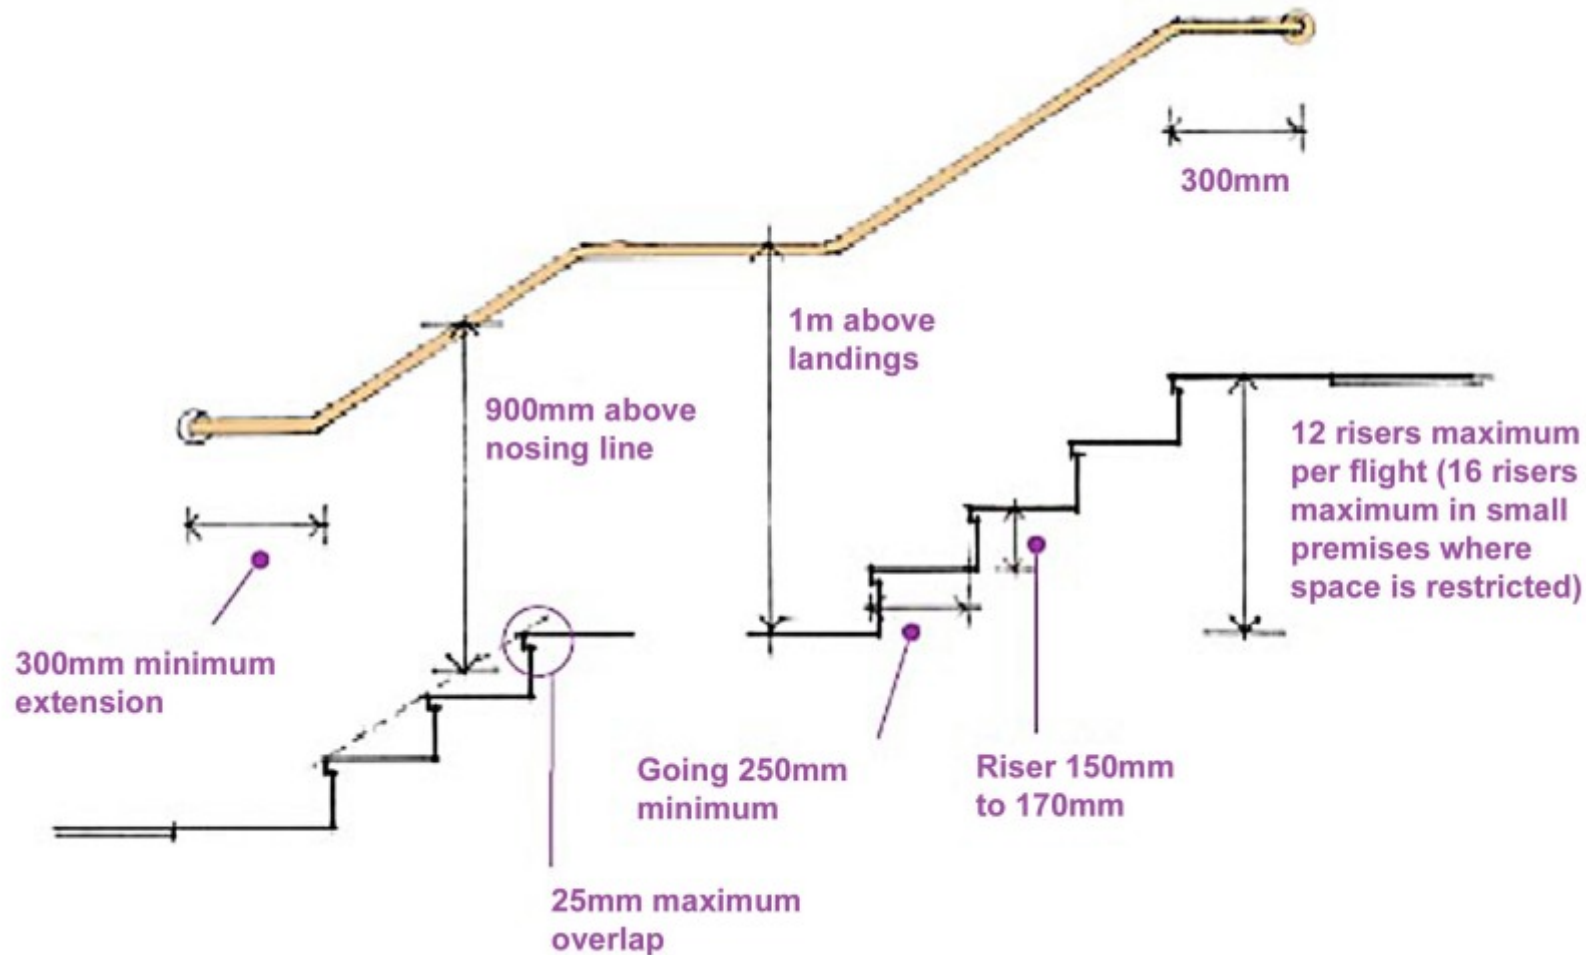 300mm
1m above
landings
900mm above
nosing line
12 risers maximum
per flight (16 risers
maximum in small
premises where
space is restricted)
300mm minimum
extension
Going 250mm
minimum
Riser 150mm
to 170mm
25mm maximum
overlap